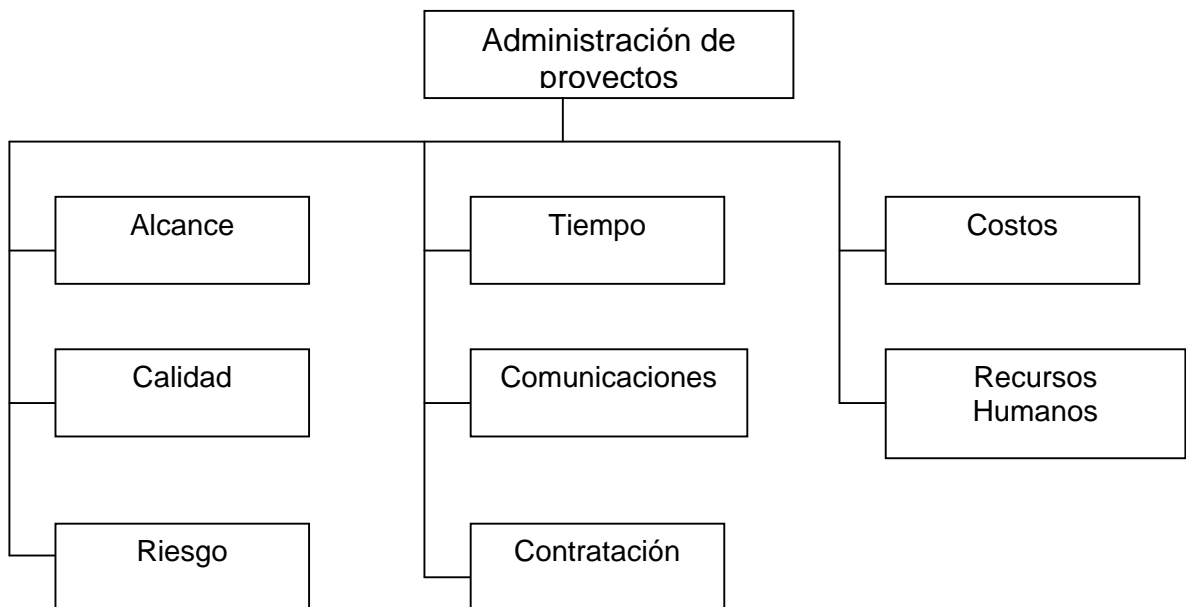 Administración de
proyectos
Alcance
Tiempo
Costos
Calidad
Comunicaciones
Recursos
Humanos
Riesgo
Contratación